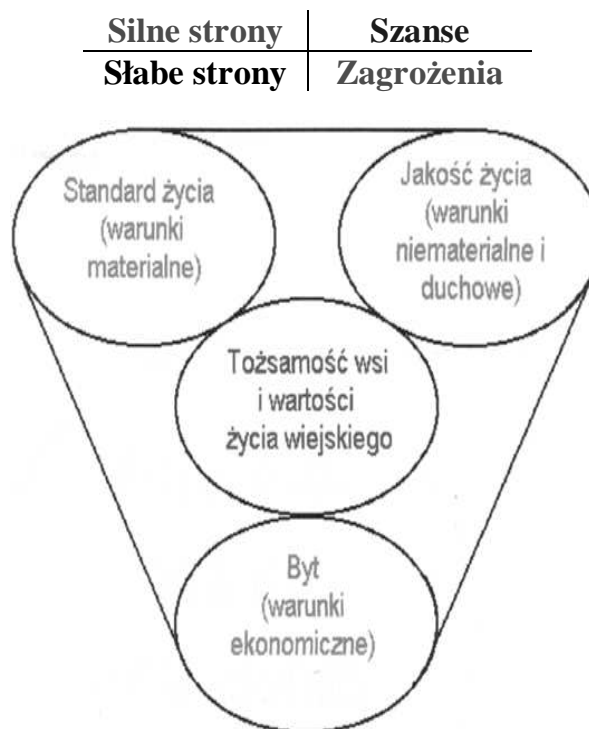 Silne strony Szanse
Słabe strony Zagrożenia
Standard życia
(warunki
materialne)
Jakość życia
(warunki
niematerialne i
duchowe)
Tożsamość wsi
i wartości
życia wiejskiego
Byt
(warunki
ekonomiczne)